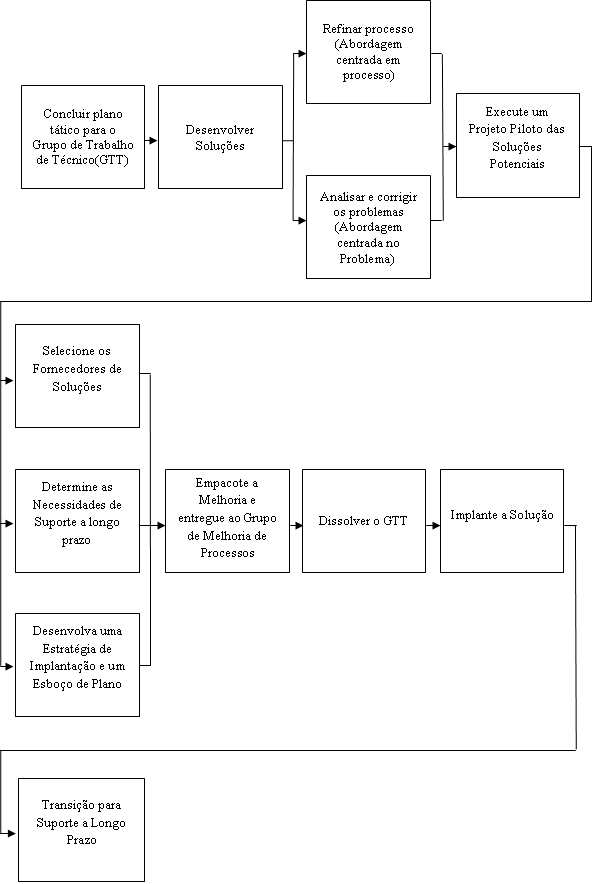 Refinar processo
(Abordagem
centrada em
processo)
Concluir plano
tático para o
Grupo de Trabalho
de Técnico(GTT)
Desenvolver
Soluções
Execute um
Projeto Piloto das
Soluções
Potenciais
Analisar e corrigir
os problemas
(Abordagem
centrada no
Problema)
Selecione os
Fornecedores de
Soluções
Determine as
Necessidades de
Suporte a longo
prazo
Empacote a
Melhoria e
entregue ao Grupo
de Melhoria de
Processos
Dissolver o GTT
Implante a Solução
Desenvolva uma
Estratégia de
Implantação e um
Esboço de Plano
Transição para
Suporte a Longo
Prazo